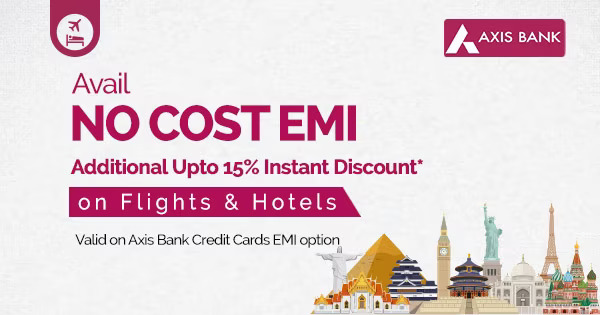 AXIS BANK
Avail
NO COST EMI
Additional Upto 15% Instant Discount*
on Flights & Hotels
Valid on Axis Bank Credit Cards EMI option